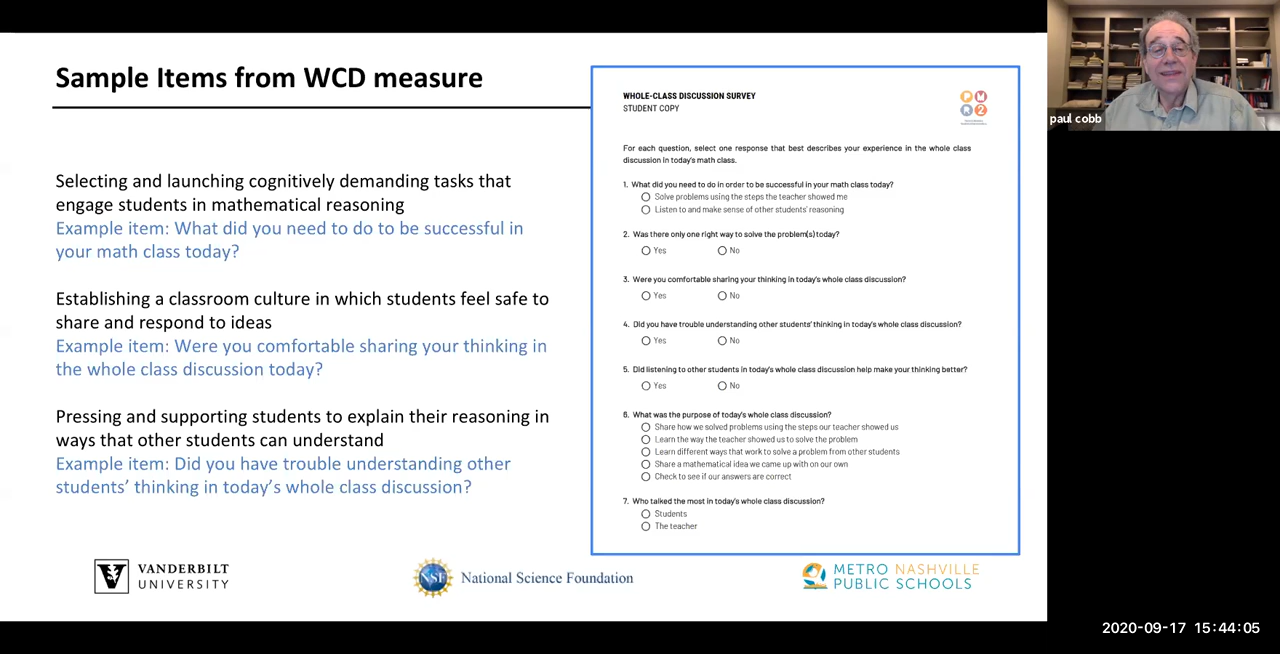 Sample Items from WCD measure
Selecting and launching cognitively demanding tasks that
engage students in mathematical reasoning
Example item: What did you need to do to be successful in
your math class today?
Establishing a classroom culture in which students feel safe to
share and respond to ideas
Example item: Were you comfortable sharing your thinking in
the whole class discussion today?
Pressing and supporting students to explain their reasoning in
ways that other students can understand
Example item: Did you have trouble understanding other
students' thinking in today's whole class discussion?
WHOLE-CLASS DISCUSSION SURVEY
STUDENT COPY
P M
R 2
For each question, select one response that best describes your experience in the whole class
discussion in today's math class.
1. What did you need to do in order to be successful in your math class today?
Solve problems using the steps the teacher showed me
Listen to and make sense of other students' reasoning
2. Was there only one right way to solve the problem(s) today?
Yes No
3. Were you comfortable sharing your thinking in today's whole class discussion?
Yes No
4. Did you have trouble understanding other students' thinking in today's whole class discussion?
Yes No
5. Did listening to other students in today's whole class discussion help make your thinking better?
Yes No
6. What was the purpose of today's whole class discussion?
Share how we solved problems using the steps our teacher showed us
Learn the way the teacher showed us to solve the problem
Learn different ways that work to solve a problem from other students
Share a mathematical idea we came up with on our own
Check to see if our answers are correct
7. Who talked the most in today's whole class discussion?
Students
The teacher
V VANDERBILT
UNIVERSITY
NSF National Science Foundation
METRO NASHVILLE
PUBLIC SCHOOLS
paul cobb
2020-09-17 15:44:05